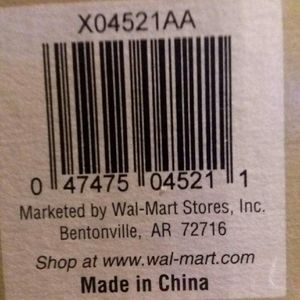 X04521AA
0 47475 04521 1
Marketed by Wal-Mart Stores, Inc.
Bentonville, AR 72716
Shop at www.wal-mart.com
Made in China